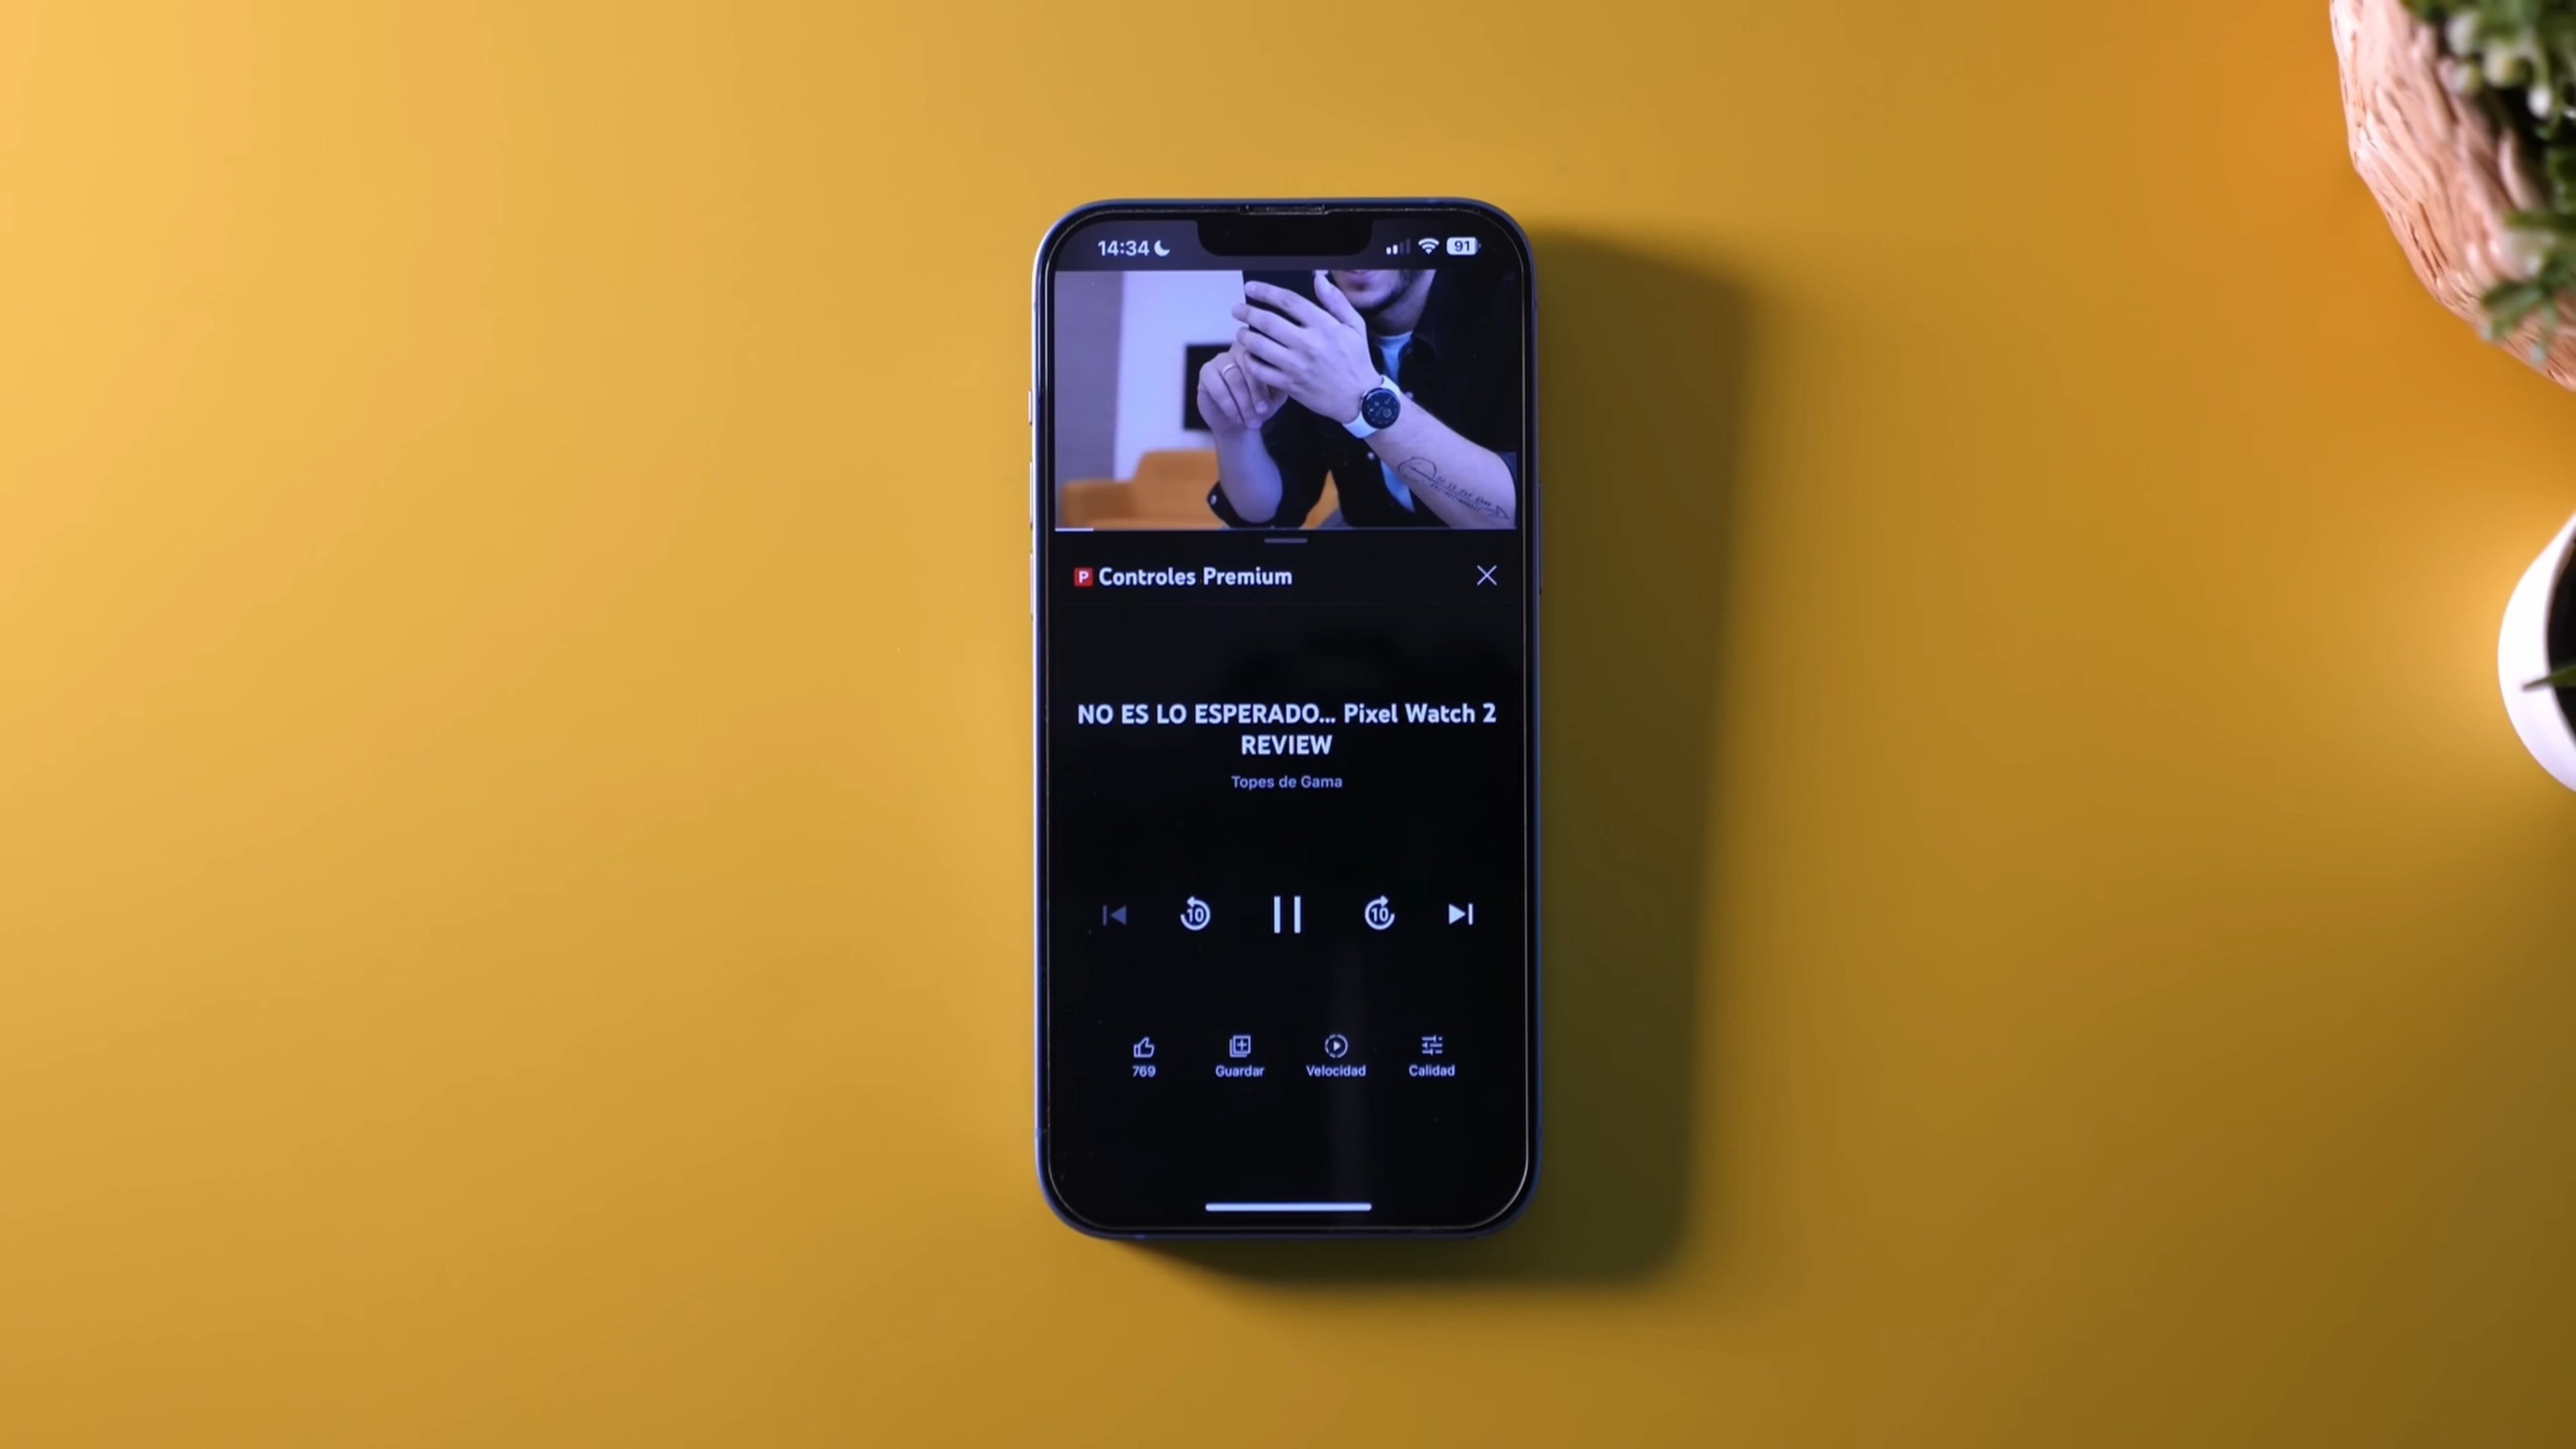 14:34
91
P Controles Premium
NO ES LO ESPERADO... Pixel Watch 2
REVIEW
Topes de Gama
10
10
769
Guardar
Velocidad
Calidad